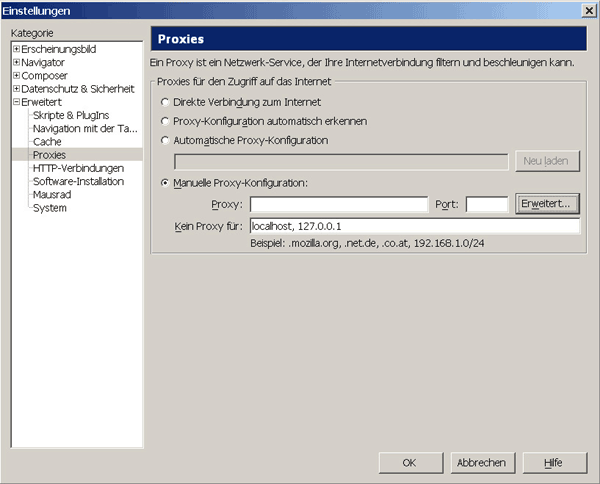 Einstellungen
Kategorie
Erscheinungsbild
Navigator
Composer
Datenschutz & Sicherheit
Erweitert
Skripte & PlugIns
Navigation mit der Ta...
Cache
Proxies
HTTP-Verbindungen
Software-Installation
Mausrad
System
Proxies
Ein Proxy ist ein Netzwerk-Service, der Ihre Internetverbindung filtern und beschleunigen kann.
Proxies für den Zugriff auf das Internet
Direkte Verbindung zum Internet
Proxy-Konfiguration automatisch erkennen
Automatische Proxy-Konfiguration
Neu laden
Manuelle Proxy-Konfiguration:
Proxy: Port: Erweitert...
Kein Proxy für: localhost, 127.0.0.1
Beispiel: .mozilla.org, .net.de, .co.at, 192.168.1.0/24
OK Abbrechen Hilfe